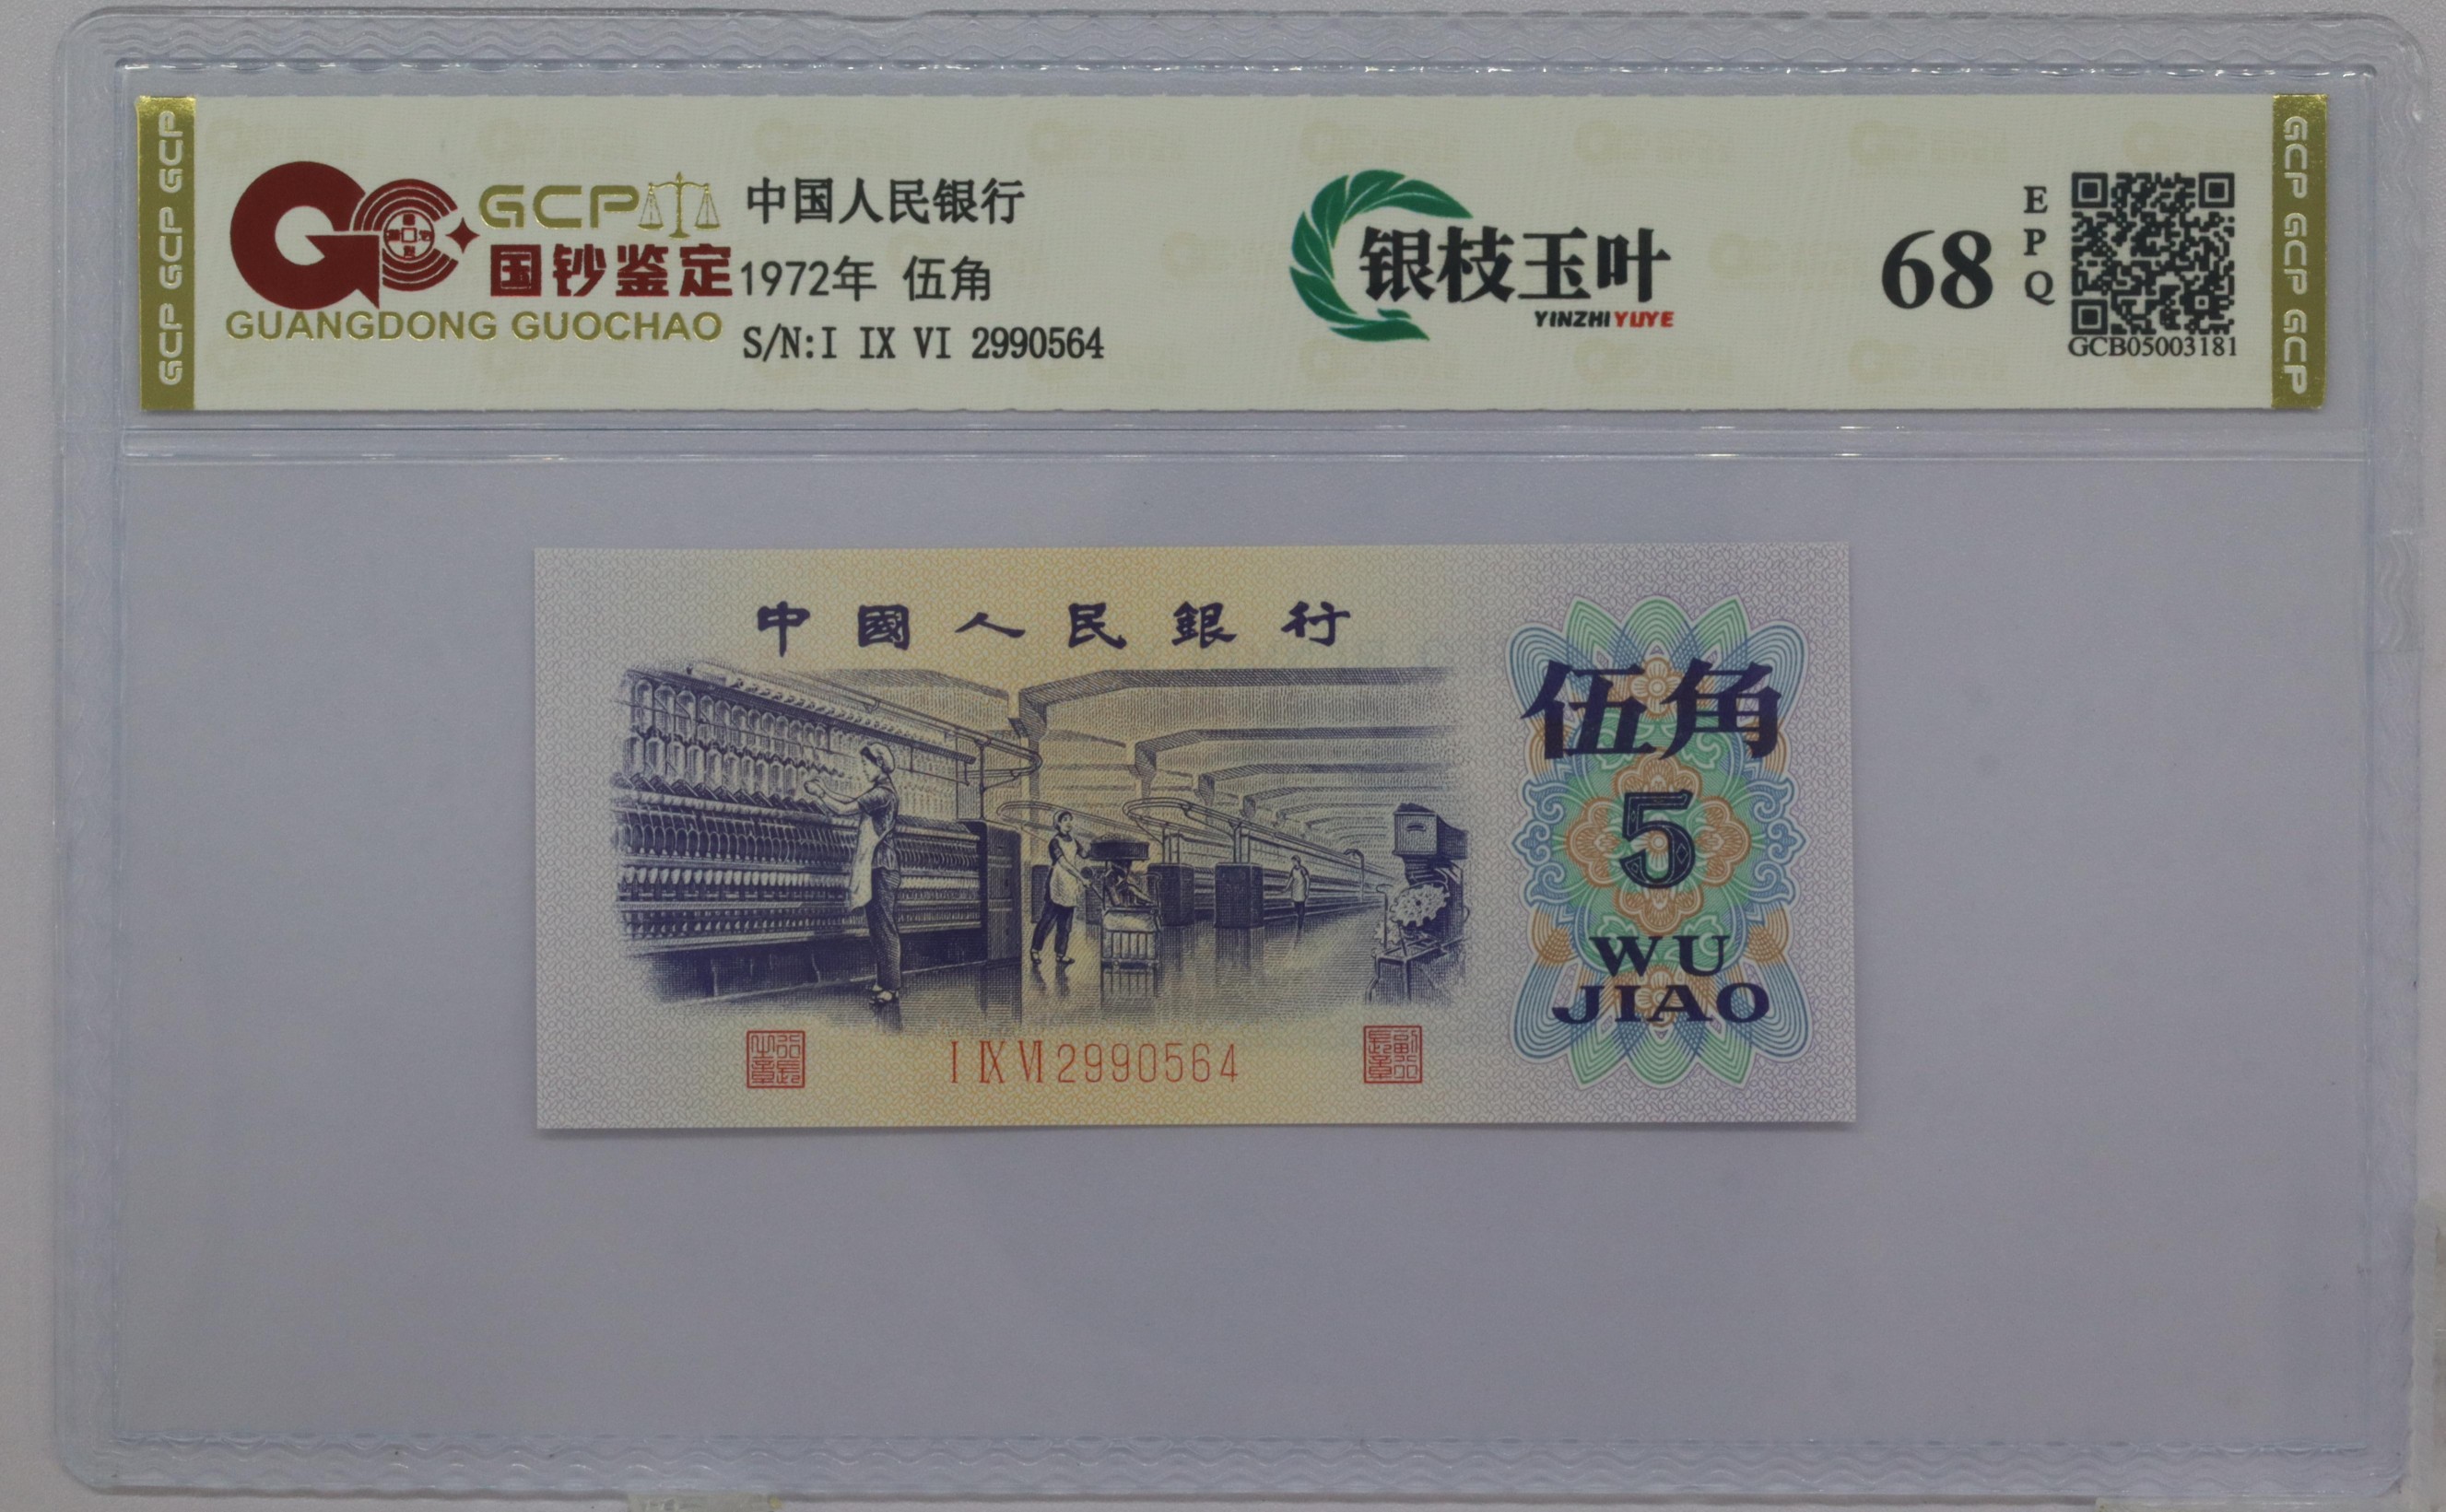 GCP GCP GCP
GCP
国钞鉴定
GUANGDONG GUOCHAO
中国人民银行
1972年 伍角
S/N:I IX VI 2990564
银枝玉叶
YINZHIYUYE
68
EPQ
GCB05003181
GCP GCP GCP
中國人民銀行
伍角
5
WU
JIAO
I IX VI 2990564